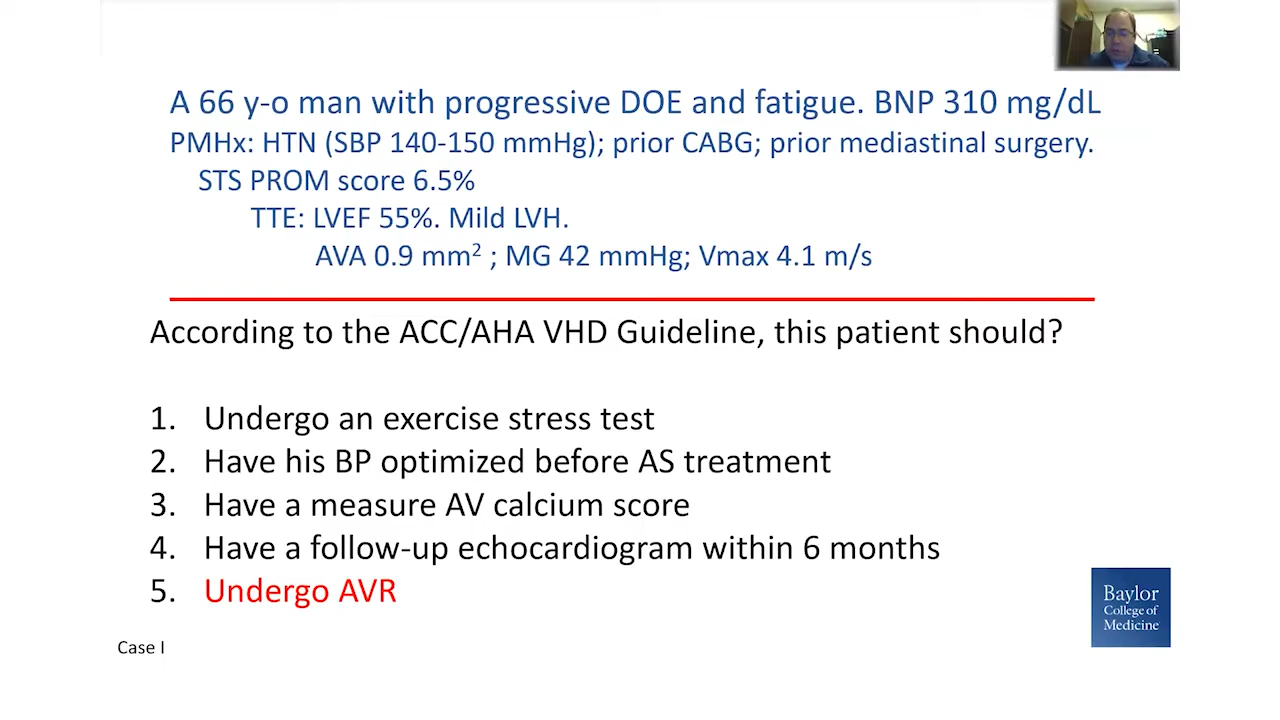 A 66 y-o man with progressive DOE and fatigue. BNP 310 mg/dL
PMHx: HTN (SBP 140-150 mmHg); prior CABG; prior mediastinal surgery.
STS PROM score 6.5%
TTE: LVEF 55%. Mild LVH.
AVA 0.9 mm² ; MG 42 mmHg; Vmax 4.1 m/s
According to the ACC/AHA VHD Guideline, this patient should?
1. Undergo an exercise stress test
2. Have his BP optimized before AS treatment
3. Have a measure AV calcium score
4. Have a follow-up echocardiogram within 6 months
5. Undergo AVR
Baylor
College of
Medicine
Case I